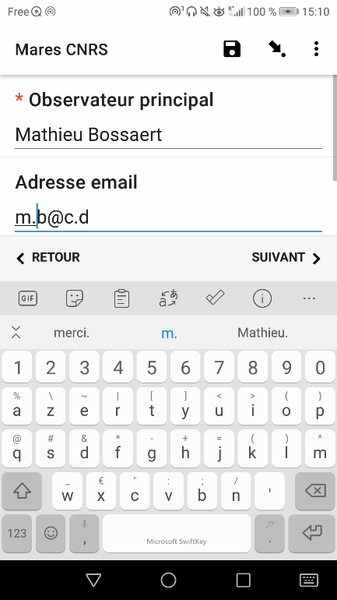 Free 100 % 15:10
Mares CNRS
* Observateur principal
Mathieu Bossaert
Adresse email
m.b@c.d
RETOUR SUIVANT
GIF
merci. m. Mathieu.
1 2 3 4 5 6 7 8 9 0
% \ | = [ ] < > { }
a z e r t y u i o p
@ # & * - + = ( ) ^
q s d f g h j k l m
_ € " : ; / 
w x c v b n '
123 , Microsoft SwiftKey .